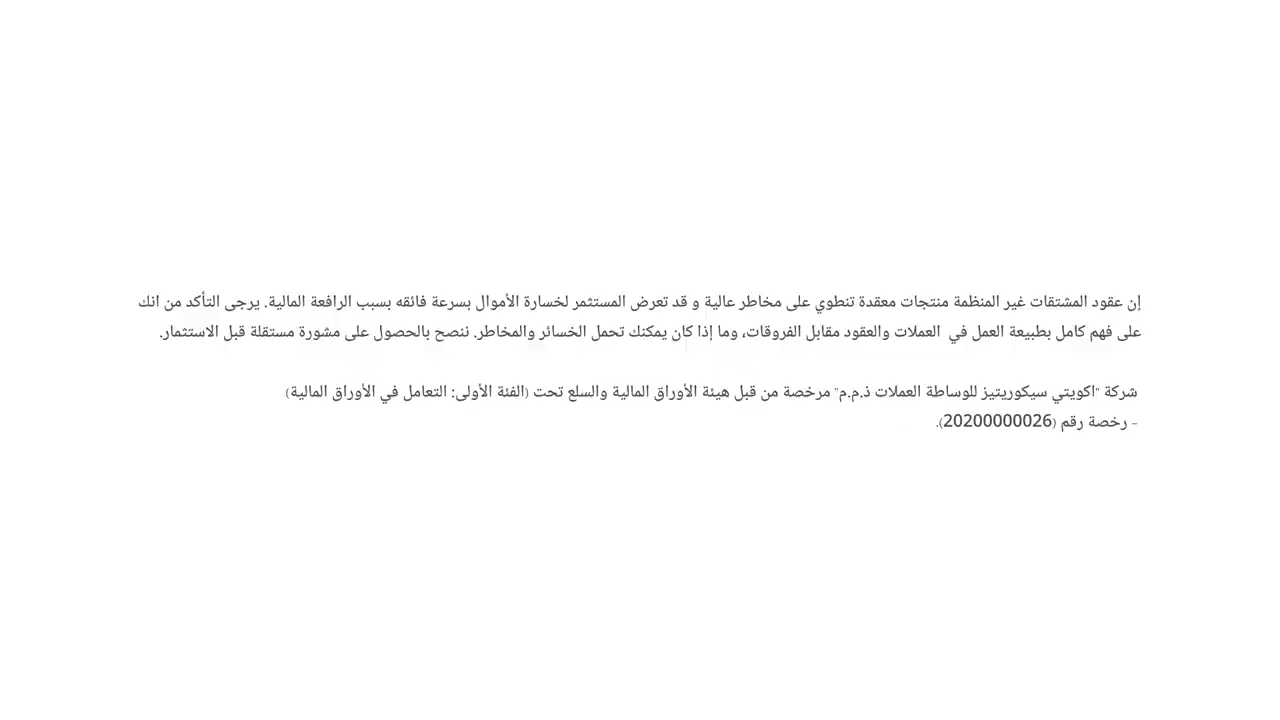 إن عقود المشتقات غير المنظمة منتجات معقدة تنطوي على مخاطر عالية و قد تعرض المستثمر لخسارة الأموال بسرعة فائقه بسبب الرافعة المالية. يرجى التأكد من انك
على فهم كامل بطبيعة العمل في العملات والعقود مقابل الفروقات، وما إذا كان يمكنك تحمل الخسائر والمخاطر. ننصح بالحصول على مشورة مستقلة قبل الاستثمار.
شركة "اكويتي سيكوريتيز للوساطة العملات ذ.م.م" مرخصة من قبل هيئة الأوراق المالية والسلع تحت (الفئة الأولى: التعامل في الأوراق المالية)
- رخصة رقم (20200000026).